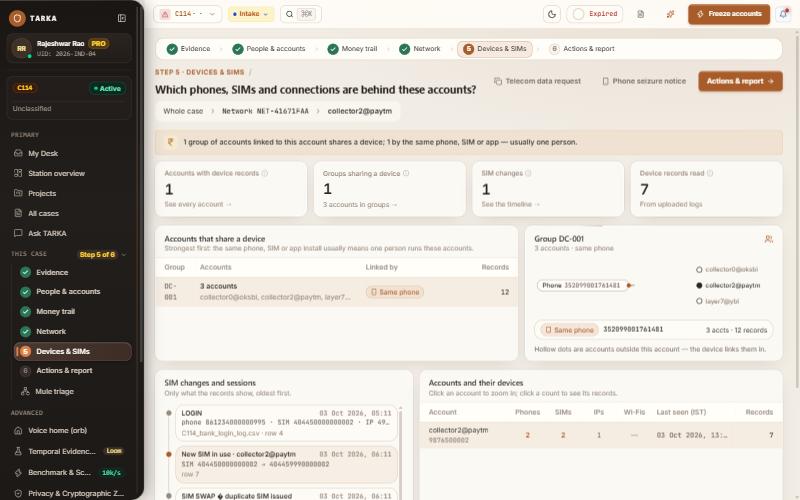 TARKA
RR
Rajeshwar Rao PRO
UID: 2026-IND-04
C114
Active
Unclassified
PRIMARY
My Desk
Station overview
Projects
All cases
Ask TARKA
THIS CASE
Step 5 of 6
Evidence
People & accounts
Money trail
Network
5 Devices & SIMs
6 Actions & report
Mule triage
ADVANCED
Voice home (orb)
Temporal Evidenc...
Benchmark & Sc... 10k/s
Privacy & Cryptographic Z...
C114 · ·
Intake
⌘K
Expired
Freeze accounts
Evidence
People & accounts
Money trail
Network
5 Devices & SIMs
6 Actions & report
STEP 5 · DEVICES & SIMS /
Which phones, SIMs and connections are behind these accounts?
Telecom data request
Phone seizure notice
Actions & report →
Whole case › Network NET-41671FAA › collector2@paytm
₹ 1 group of accounts linked to this account shares a device; 1 by the same phone, SIM or app — usually one person.
Accounts with device records
1
See every account →
Groups sharing a device
1
3 accounts in groups →
SIM changes
1
See the timeline →
Device records read
7
From uploaded logs
Accounts that share a device
Strongest first: the same phone, SIM or app install usually means one person runs these accounts.
Group Accounts Linked by Records
DC-001 3 accounts Same phone 12
collector0@oksbi, collector2@paytm, layer7...
Group DC-001
3 accounts · same phone
Phone 352099001761481
collector0@oksbi
collector2@paytm
layer7@ybl
Same phone 352099001761481 3 accts · 12 records
Hollow dots are accounts outside this account — the device links them in.
SIM changes and sessions
Only what the records show, oldest first.
LOGIN 03 Oct 2026, 05:11
phone 861234000000995 · SIM 404450000000002 · IP 49...
C114_bank_login_log.csv · row 4
New SIM in use · collector2@paytm 03 Oct 2026, 06:11
SIM 404450000000002 → 404459990000002
row 7
SIM SWAP � duplicate SIM issued 03 Oct 2026, 06:11
Accounts and their devices
Click an account to zoom in; click a count to see its records.
Account Phones SIMs IPs Wi-Fis Last seen (IST) Records
collector2@paytm 2 2 1 — 03 Oct 2026, 13:... 7
9876500002